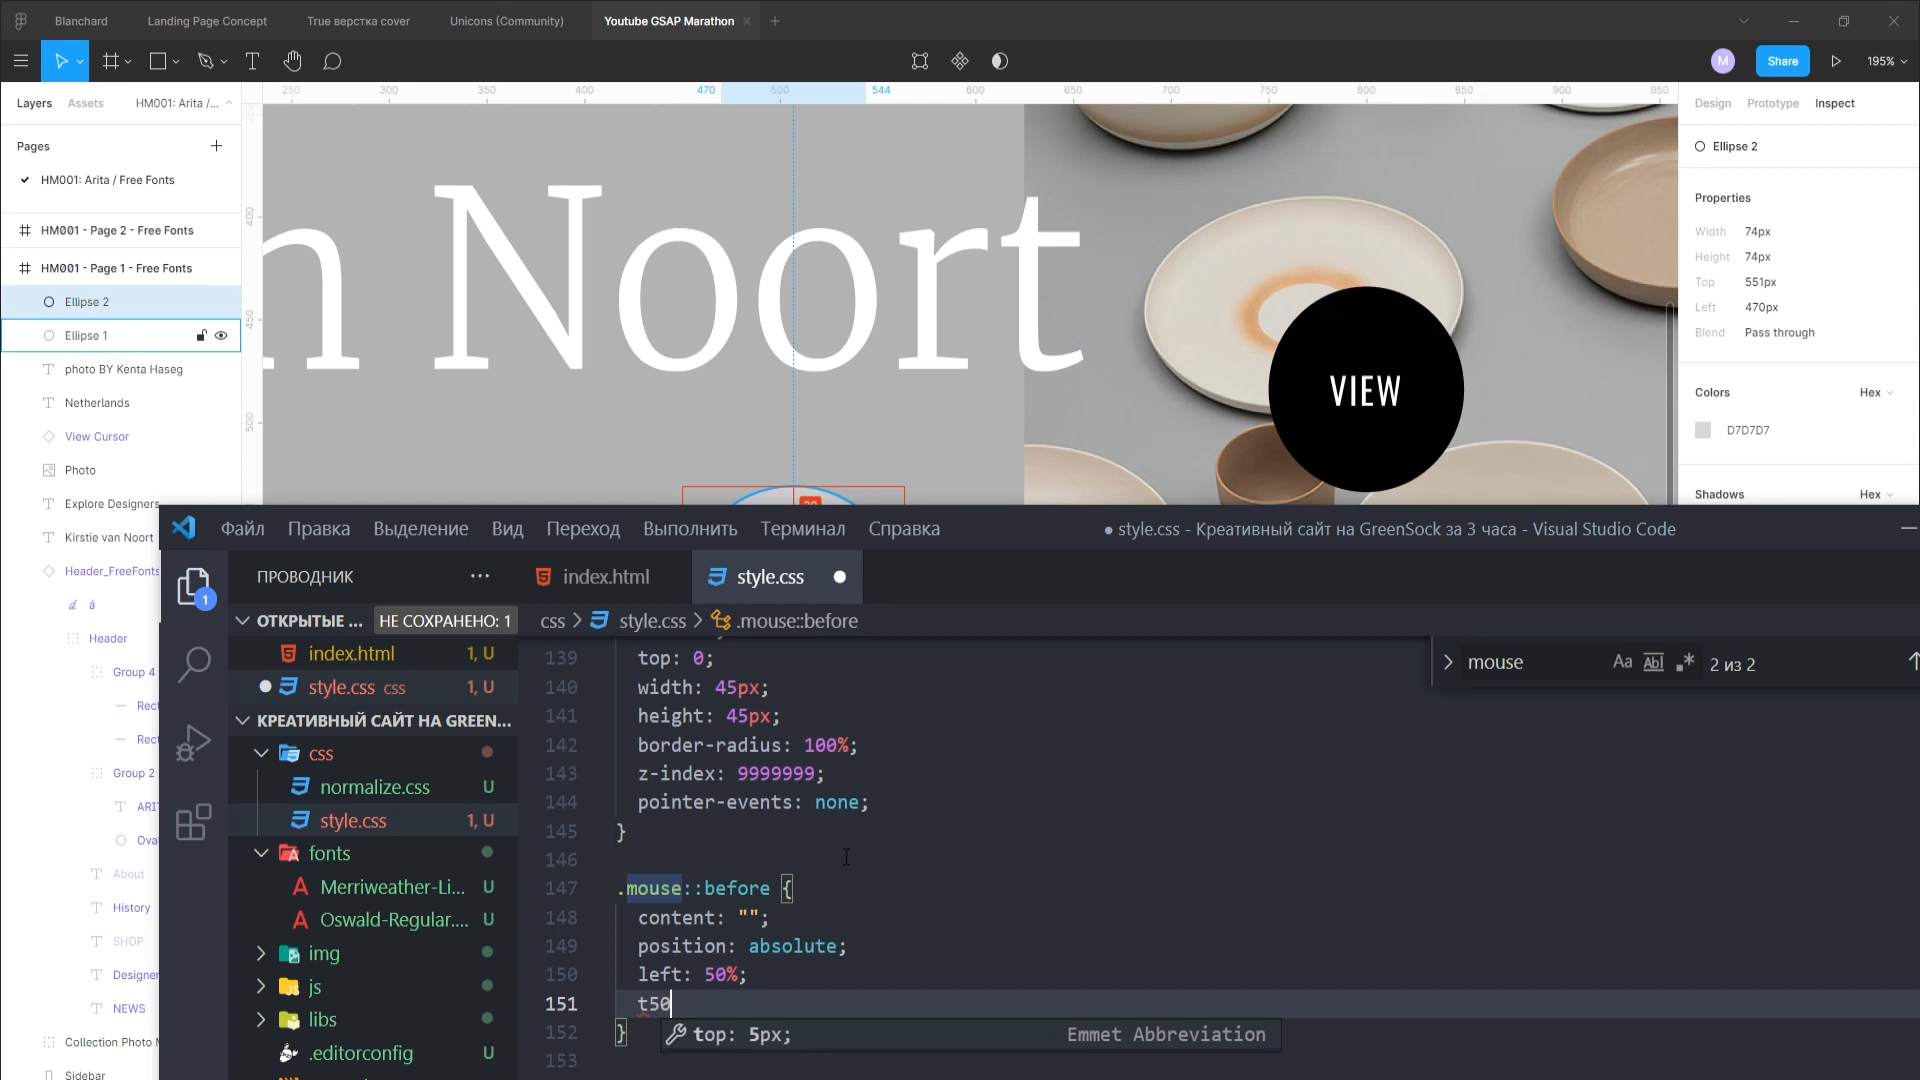 Blanchard
Landing Page Concept
True верстка cover
Unicons (Community)
Youtube GSAP Marathon
M
Share
195%
Layers
Assets
HM001: Arita /...
250 300 350 400 470 500 544 600 650 700 750 800 850 900 950
Pages
HM001: Arita / Free Fonts
HM001 - Page 2 - Free Fonts
HM001 - Page 1 - Free Fonts
Ellipse 2
Ellipse 1
photo BY Kenta Haseg
Netherlands
View Cursor
Photo
Explore Designers
Kirstie van Noort
Header_FreeFonts
á
Header
Group 4
Rect
Rect
Group 2
ARI
Ova
About
History
SHOP
Designer
NEWS
Collection Photo
Sidebar
400
450
500
n Noort
VIEW
Design
Prototype
Inspect
Ellipse 2
Properties
Width 74px
Height 74px
Top 551px
Left 470px
Blend Pass through
Colors
Hex
D7D7D7
Shadows
Hex
Файл
Правка
Выделение
Вид
Переход
Выполнить
Терминал
Справка
● style.css - Креативный сайт на GreenSock за 3 часа - Visual Studio Code
ПРОВОДНИК ...
1
ОТКРЫТЫЕ ...
НЕ СОХРАНЕНО: 1
index.html 1, U
style.css css 1, U
КРЕАТИВНЫЙ САЙТ НА GREEN...
css
normalize.css U
style.css 1, U
fonts
Merriweather-Li... U
Oswald-Regular.... U
img
js
libs
.editorconfig U
index.html
style.css
css > style.css > .mouse::before
mouse
Aa
Abl
2 из 2
139 top: 0;
140 width: 45px;
141 height: 45px;
142 border-radius: 100%;
143 z-index: 9999999;
144 pointer-events: none;
145 }
146
147 .mouse::before {
148 content: "";
149 position: absolute;
150 left: 50%;
151 t50
152 }
top: 5px;
Emmet Abbreviation
153